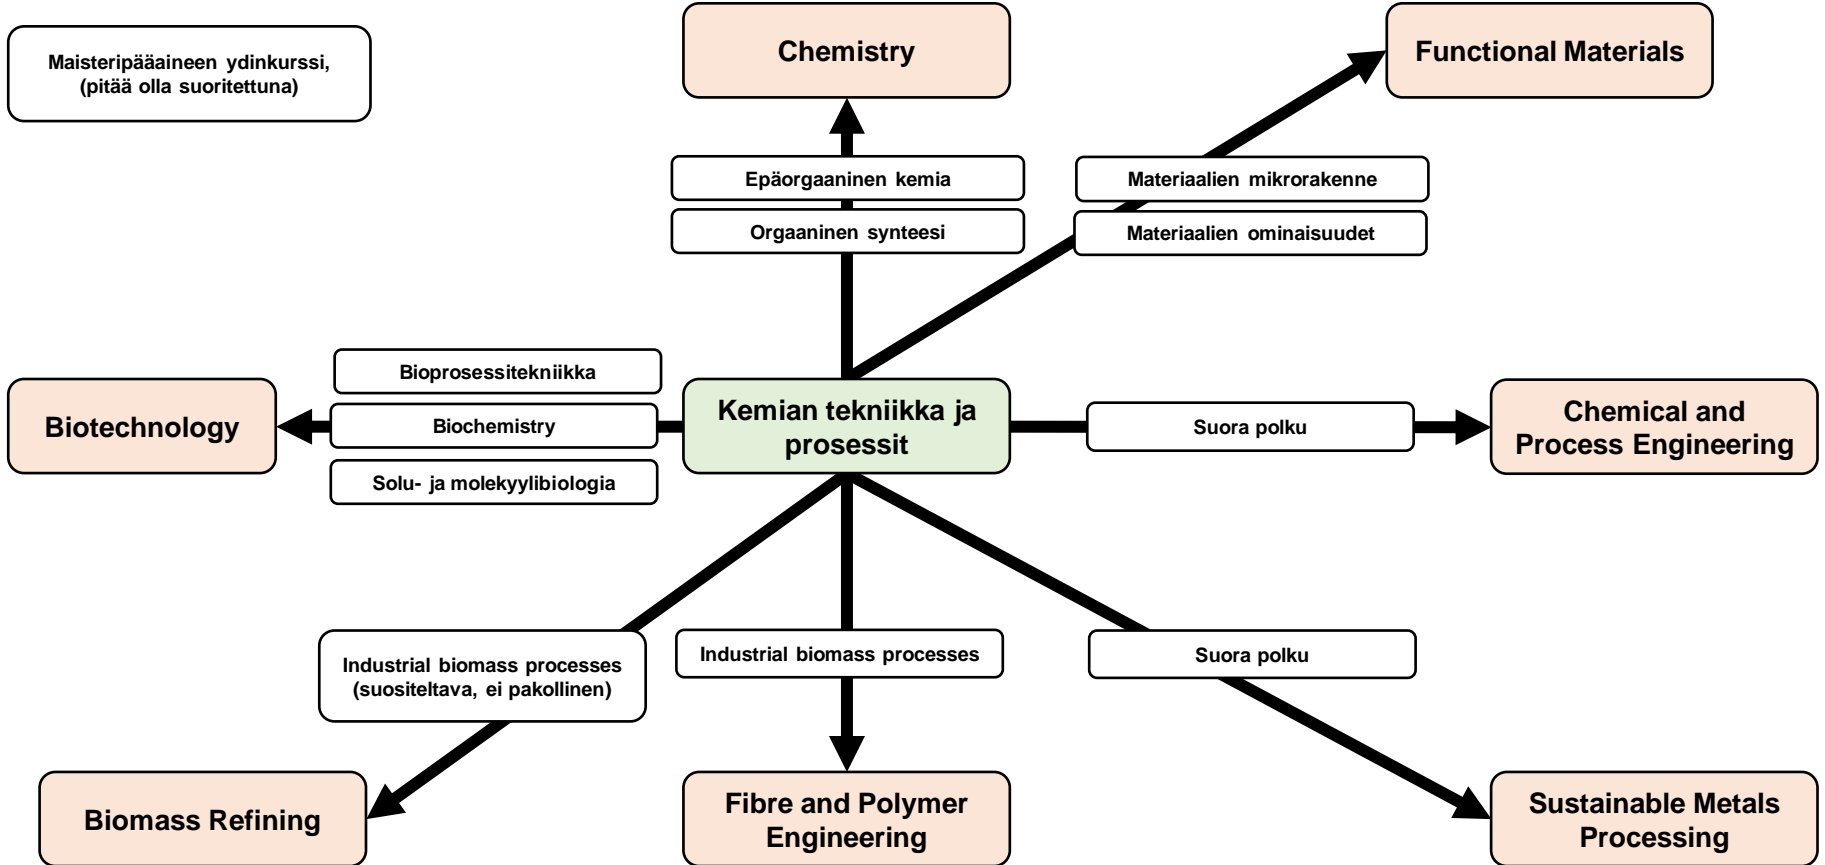 Maisteripääaineen ydinkurssi,
(pitää olla suoritettuna)
Chemistry
Functional Materials
Epäorgaaninen kemia
Orgaaninen synteesi
Materiaalien mikrorakenne
Materiaalien ominaisuudet
Biotechnology
Bioprosessitekniikka
Biochemistry
Solu- ja molekyylibiologia
Kemian tekniikka ja
prosessit
Suora polku
Chemical and
Process Engineering
Industrial biomass processes
(suositeltava, ei pakollinen)
Industrial biomass processes
Suora polku
Biomass Refining
Fibre and Polymer
Engineering
Sustainable Metals
Processing